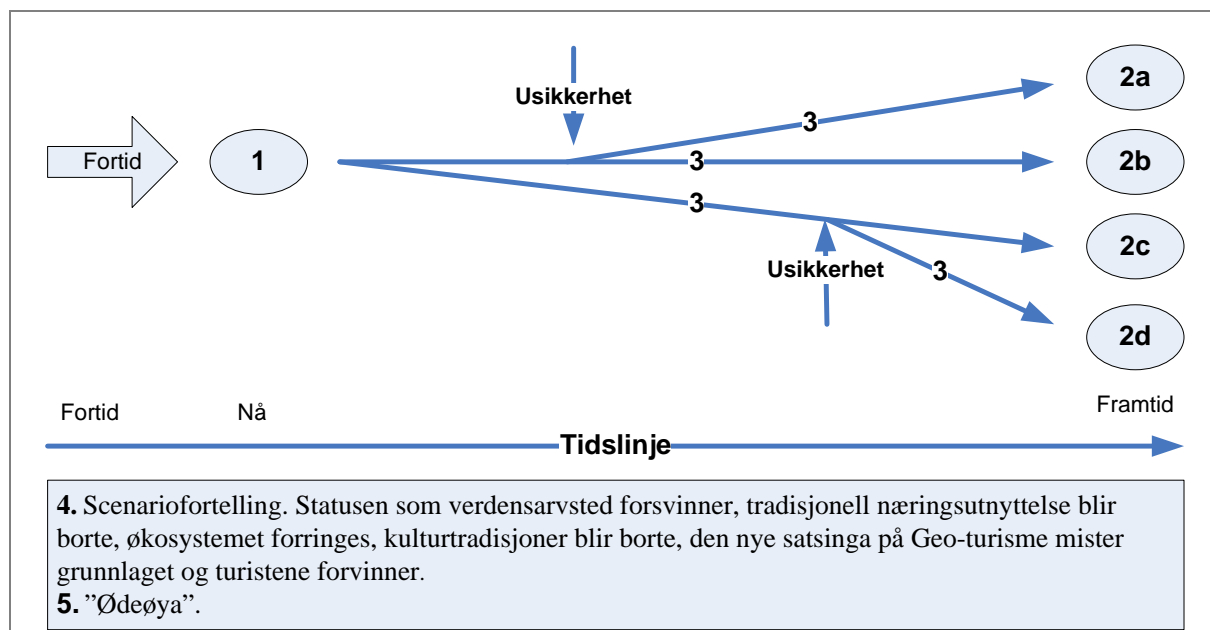 Usikkerhet
2a
3
Fortid
1
3
2b
3
2c
Usikkerhet
3
2d
Fortid
Nå
Framtid
Tidslinje
4. Scenariofortelling. Statusen som verdensarvsted forsvinner, tradisjonell næringsutnyttelse blir
borte, økosystemet forringes, kulturtradisjoner blir borte, den nye satsinga på Geo-turisme mister
grunnlaget og turistene forvinner.
5. ”Ødeøya”.